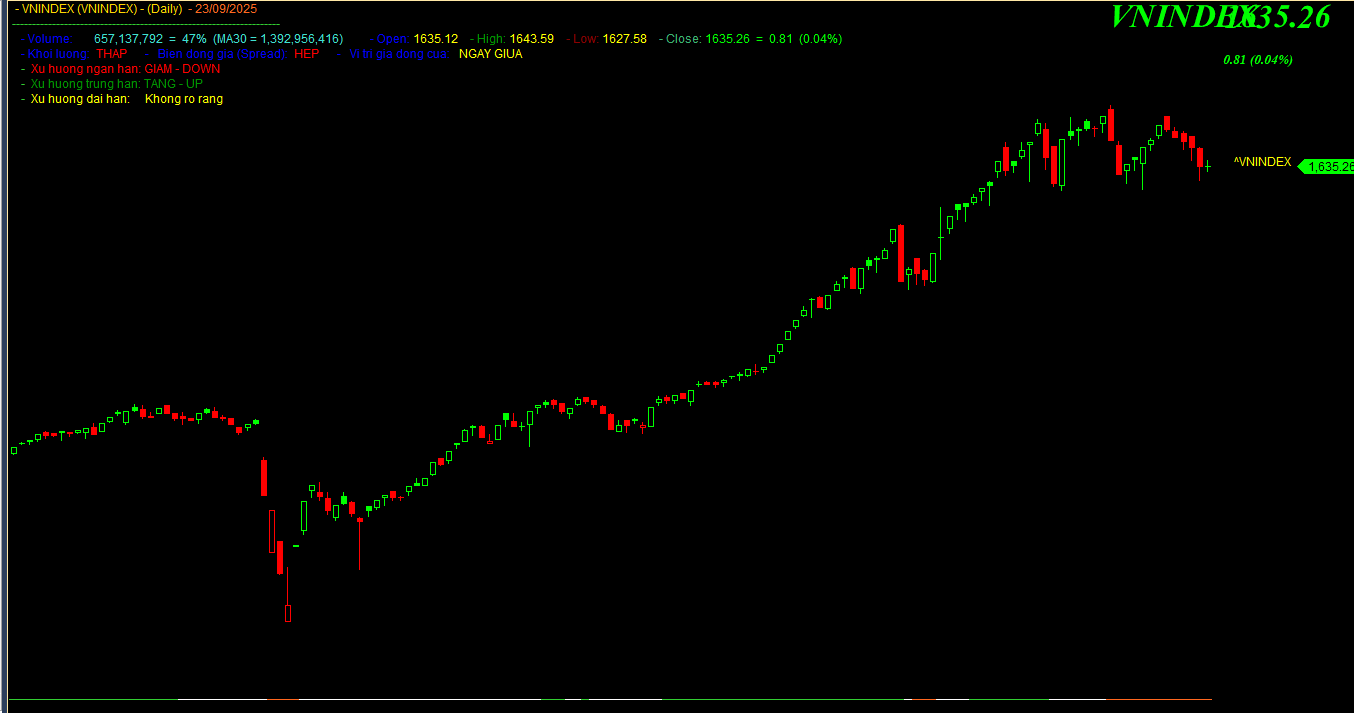 - VNINDEX (VNINDEX) - (Daily) - 23/09/2025
VNINDEX
1635.26
- Volume: 657,137,792 = 47% (MA30 = 1,392,956,416) - Open: 1635.12 - High: 1643.59 - Low: 1627.58 - Close: 1635.26 = 0.81 (0.04%)
- Khoi luong: THAP - Bien dong gia (Spread): HEP - Vi tri gia dong cua: NGAY GIUA
0.81 (0.04%)
- Xu huong ngan han: GIAM - DOWN
- Xu huong trung han: TANG - UP
- Xu huong dai han: Khong ro rang
^VNINDEX
1,635.26